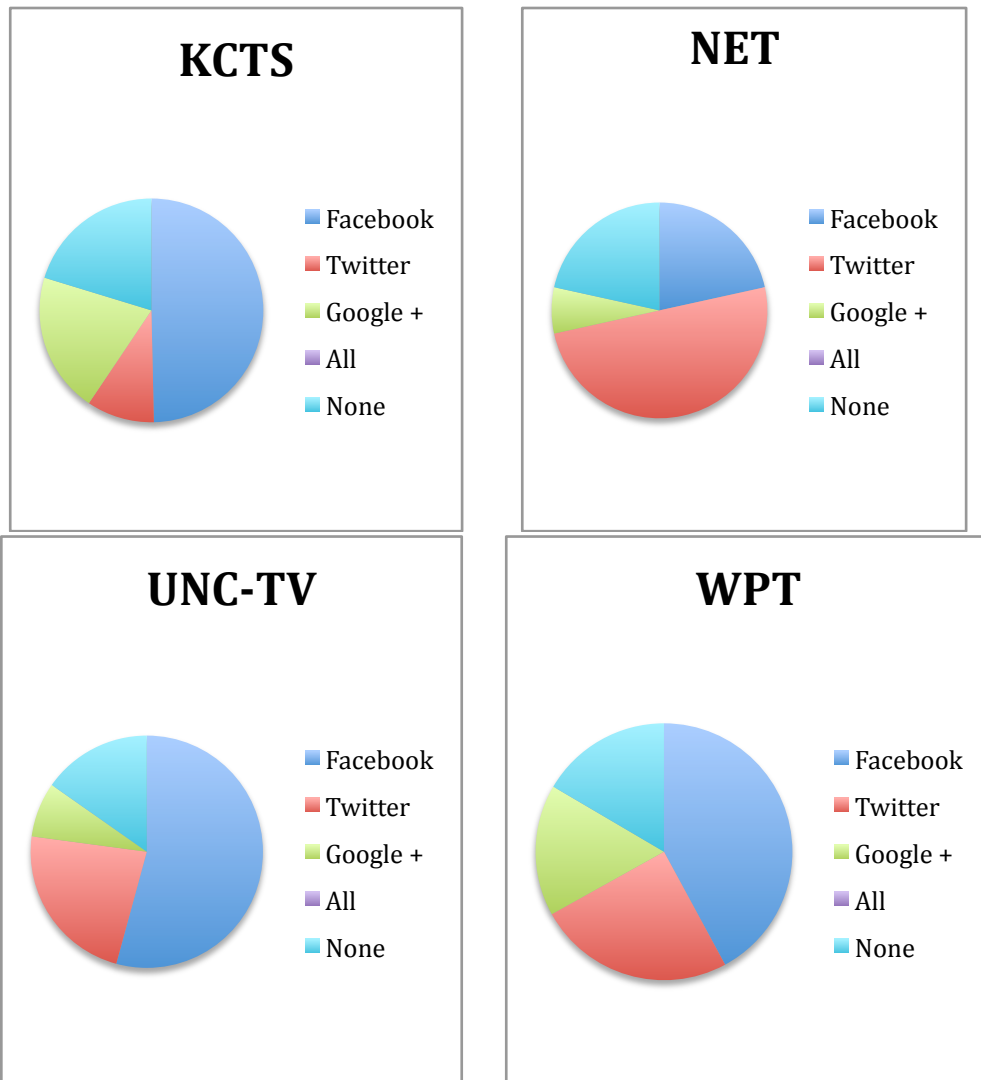 KCTS
Facebook
Twitter
Google +
All
None
NET
Facebook
Twitter
Google +
All
None
UNC-TV
Facebook
Twitter
Google +
All
None
WPT
Facebook
Twitter
Google +
All
None